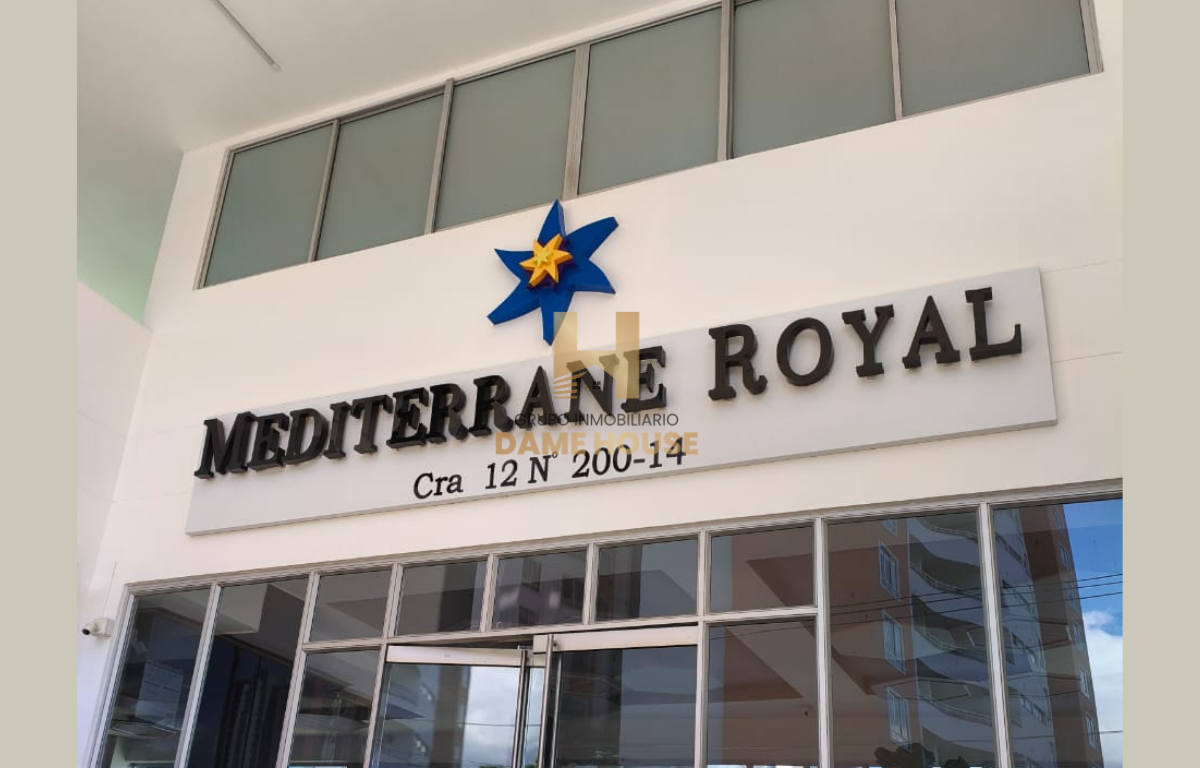 MEDITERRANE ROYAL
GRUPO INMOBILIARIO
DAME HOUSE
Cra 12 N° 200-14